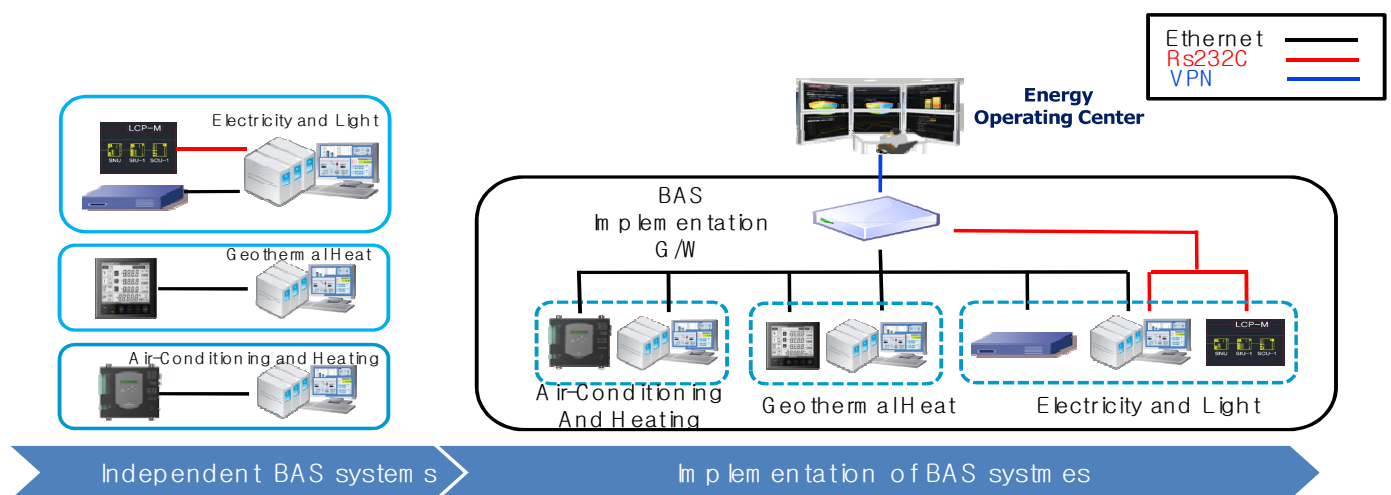 Ethernet
Rs232C
VPN
Electricity and Light
LCP-M
SNU SIU-1 SCU-1
Geothermal Heat
Air-Conditioning and Heating
Energy
Operating Center
BAS
Implementation
G/W
LCP-M
SNU SIU-1 SCU-1
Air-Conditioning
And Heating
Geothermal Heat
Electricity and Light
Independent BAS systems
Implementation of BAS systmes